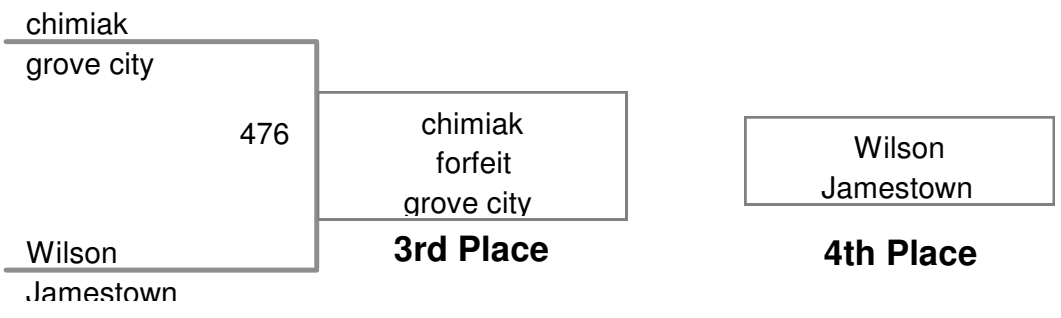 chimiak
grove city
476
chimiak
forfeit
grove city
3rd Place
Wilson
Jamestown
Wilson
Jamestown
4th Place